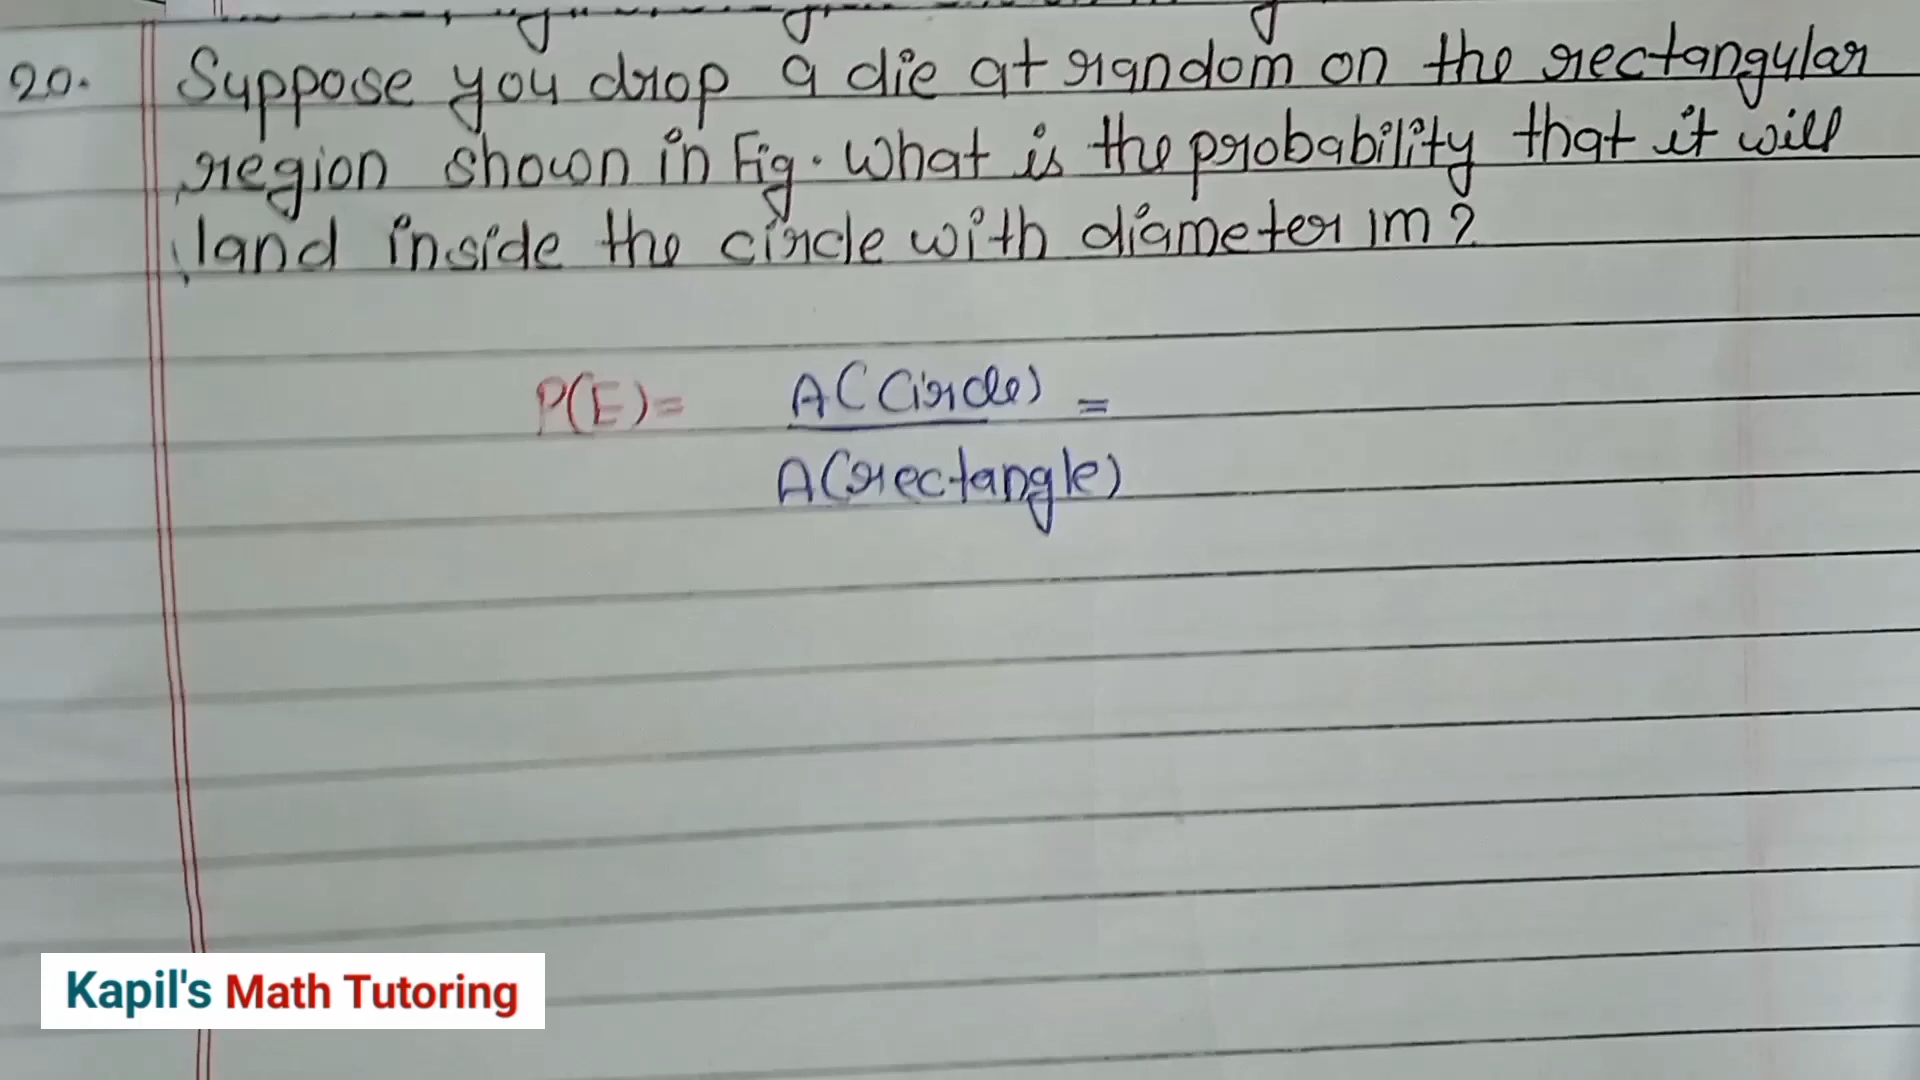 20. Suppose you drop a die at random on the rectangular
region shown in Fig. What is the probability that it will
land inside the circle with diameter 1m?
P(E) = A(Circle) =
A(rectangle)
Kapil's Math Tutoring